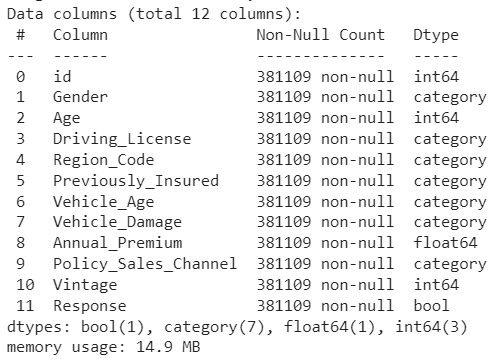 Data columns (total 12 columns):
 #   Column                Non-Null Count   Dtype
---  ------                --------------   -----
 0   id                    381109 non-null  int64
 1   Gender                381109 non-null  category
 2   Age                   381109 non-null  int64
 3   Driving_License       381109 non-null  category
 4   Region_Code           381109 non-null  category
 5   Previously_Insured    381109 non-null  category
 6   Vehicle_Age           381109 non-null  category
 7   Vehicle_Damage        381109 non-null  category
 8   Annual_Premium        381109 non-null  float64
 9   Policy_Sales_Channel  381109 non-null  category
 10  Vintage               381109 non-null  int64
 11  Response              381109 non-null  bool
dtypes: bool(1), category(7), float64(1), int64(3)
memory usage: 14.9 MB